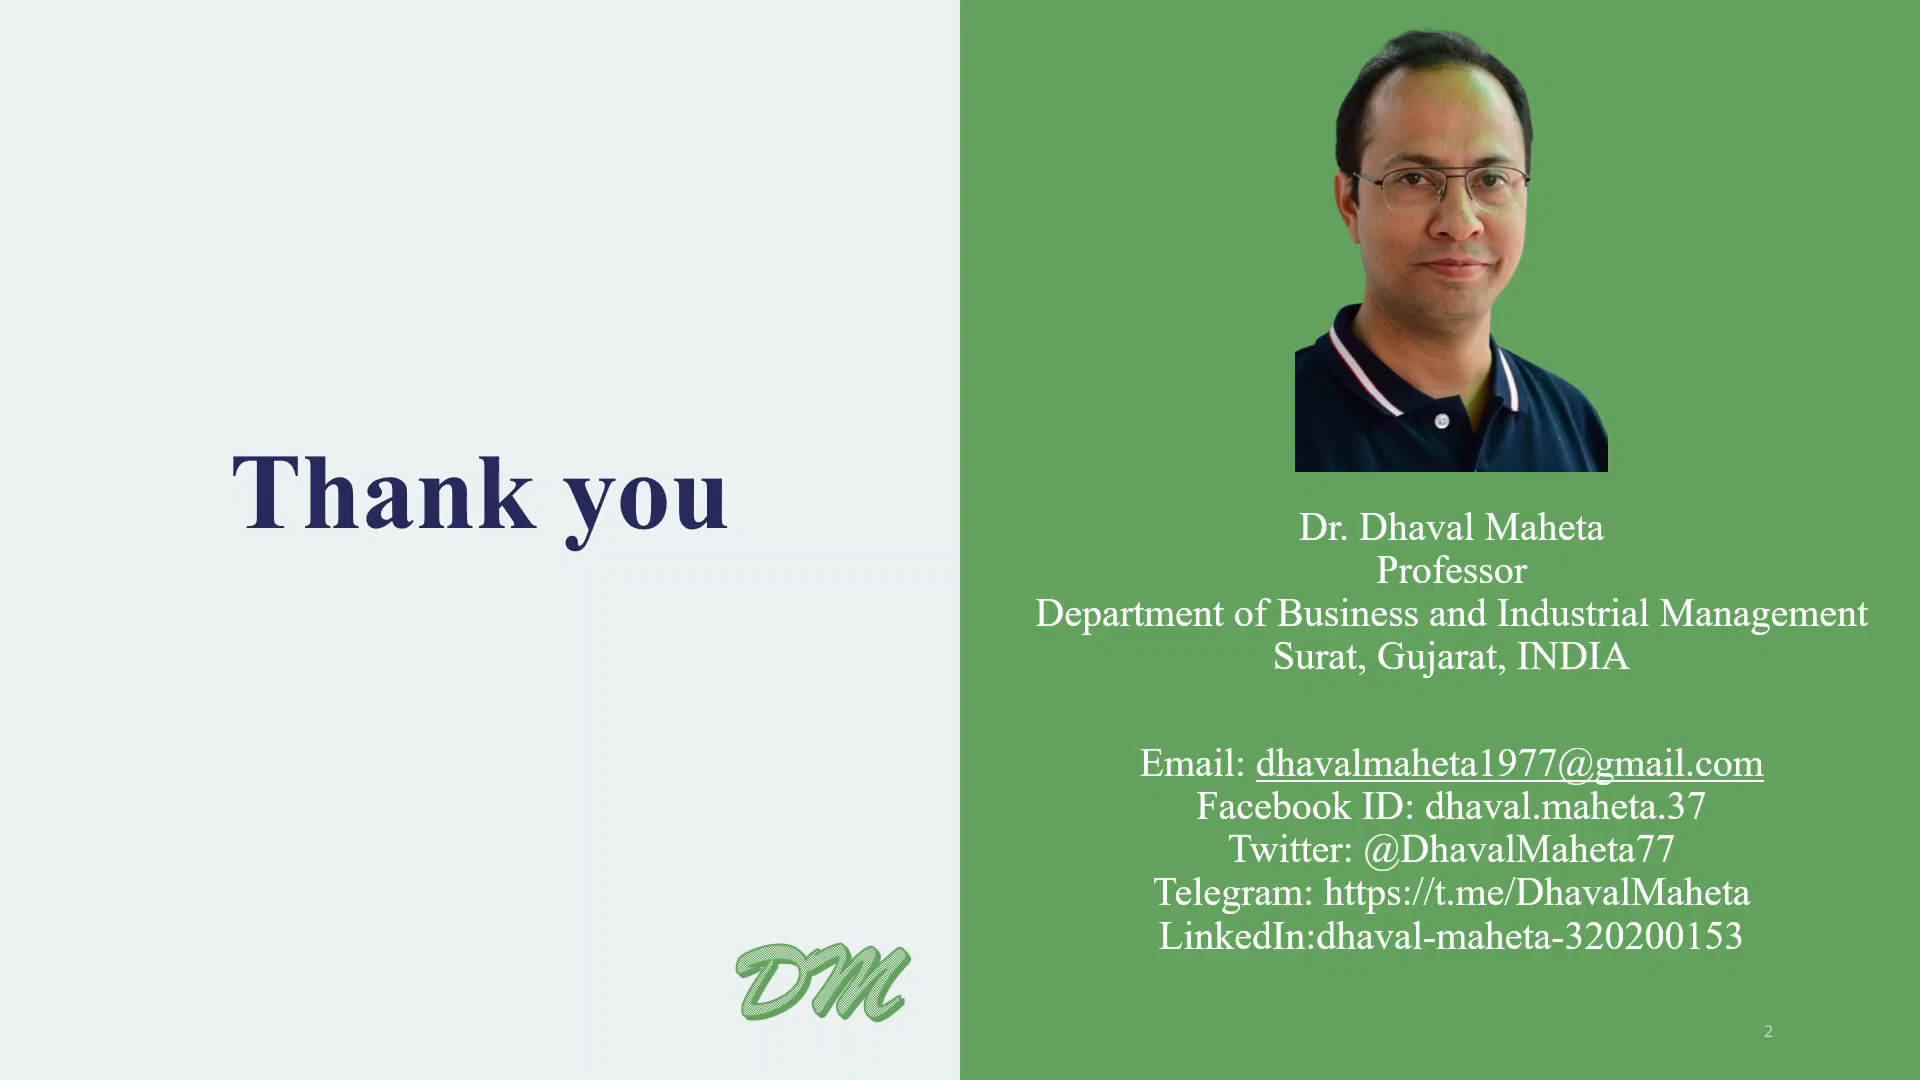 Thank you
DM
Dr. Dhaval Maheta
Professor
Department of Business and Industrial Management
Surat, Gujarat, INDIA
Email: dhavalmaheta1977@gmail.com
Facebook ID: dhaval.maheta.37
Twitter: @DhavalMaheta77
Telegram: https://t.me/DhavalMaheta
LinkedIn:dhaval-maheta-320200153
2